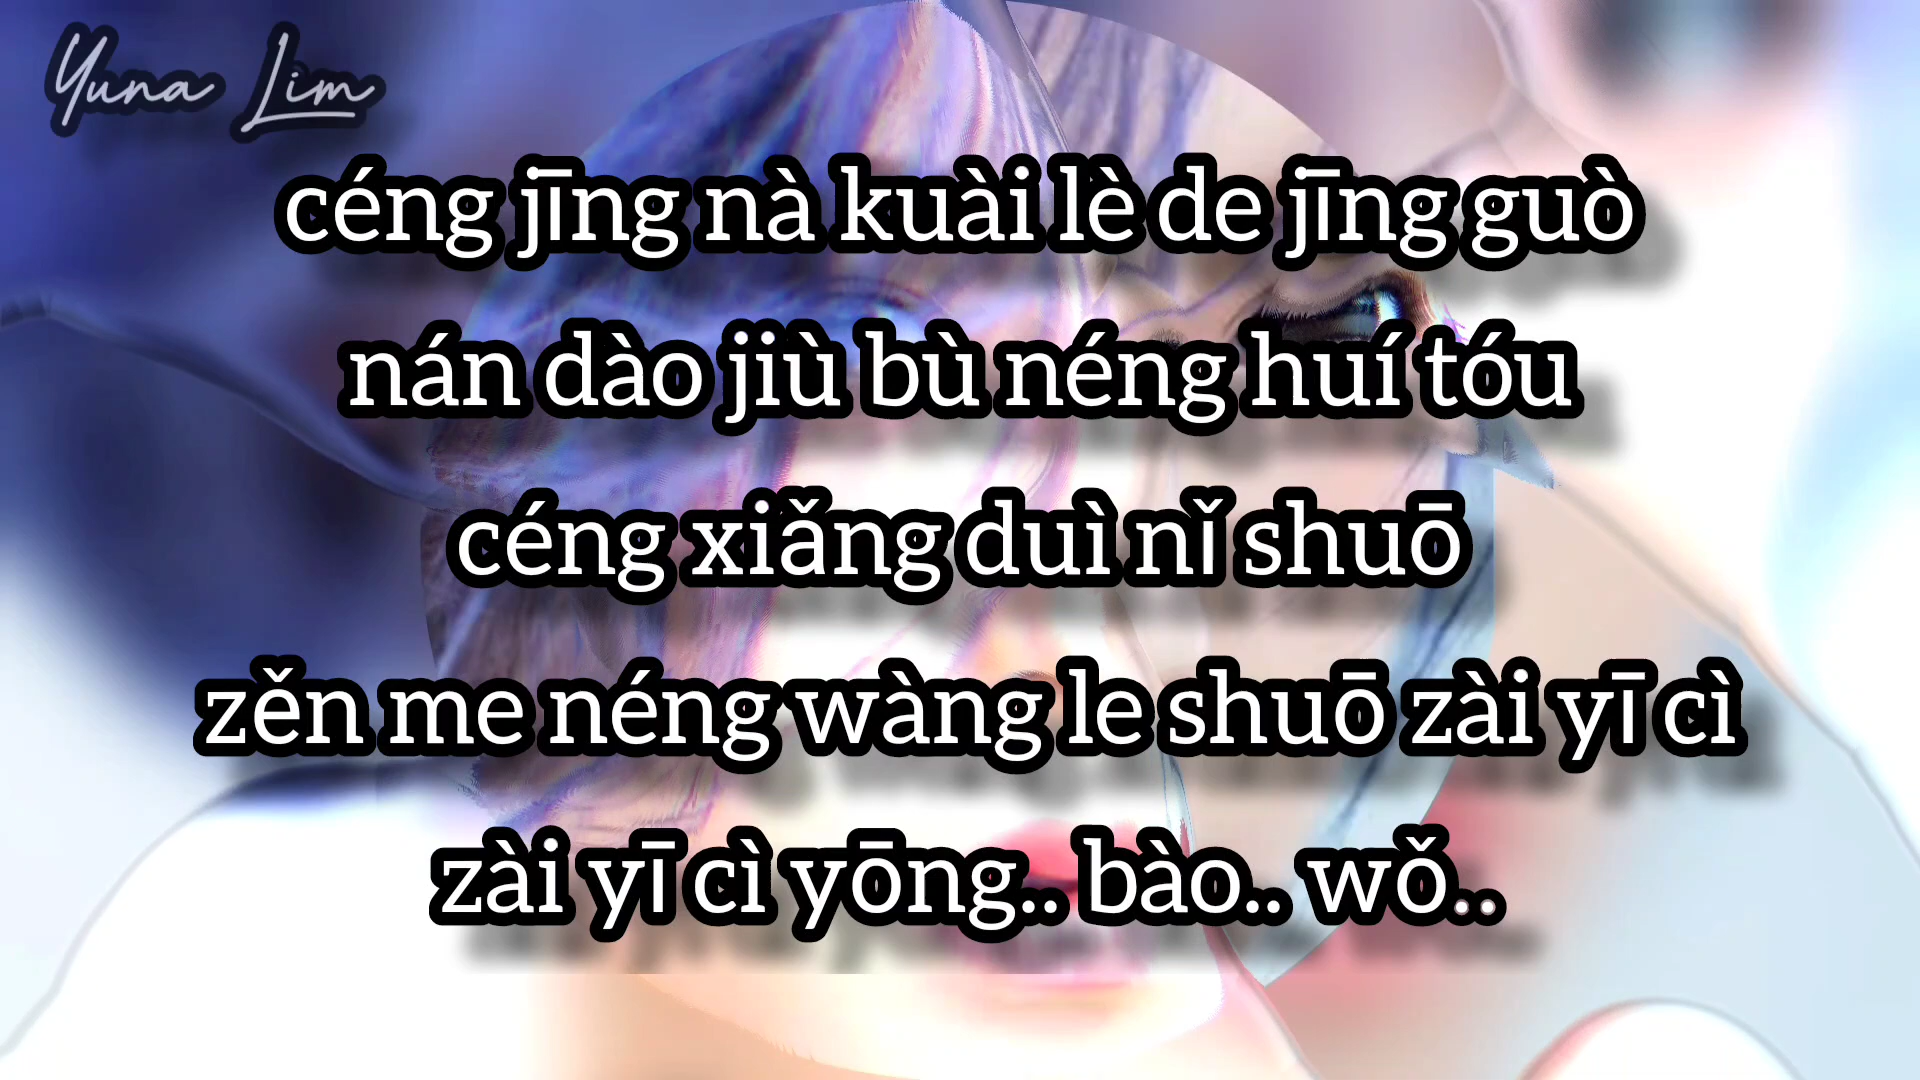 Yuna Lim
céng jīng nà kuài lè de jīng guò
nán dào jiù bù néng huí tóu
céng xiǎng duì nǐ shuō
zěn me néng wàng le shuō zài yī cì
zài yī cì yōng.. bào.. wǒ..